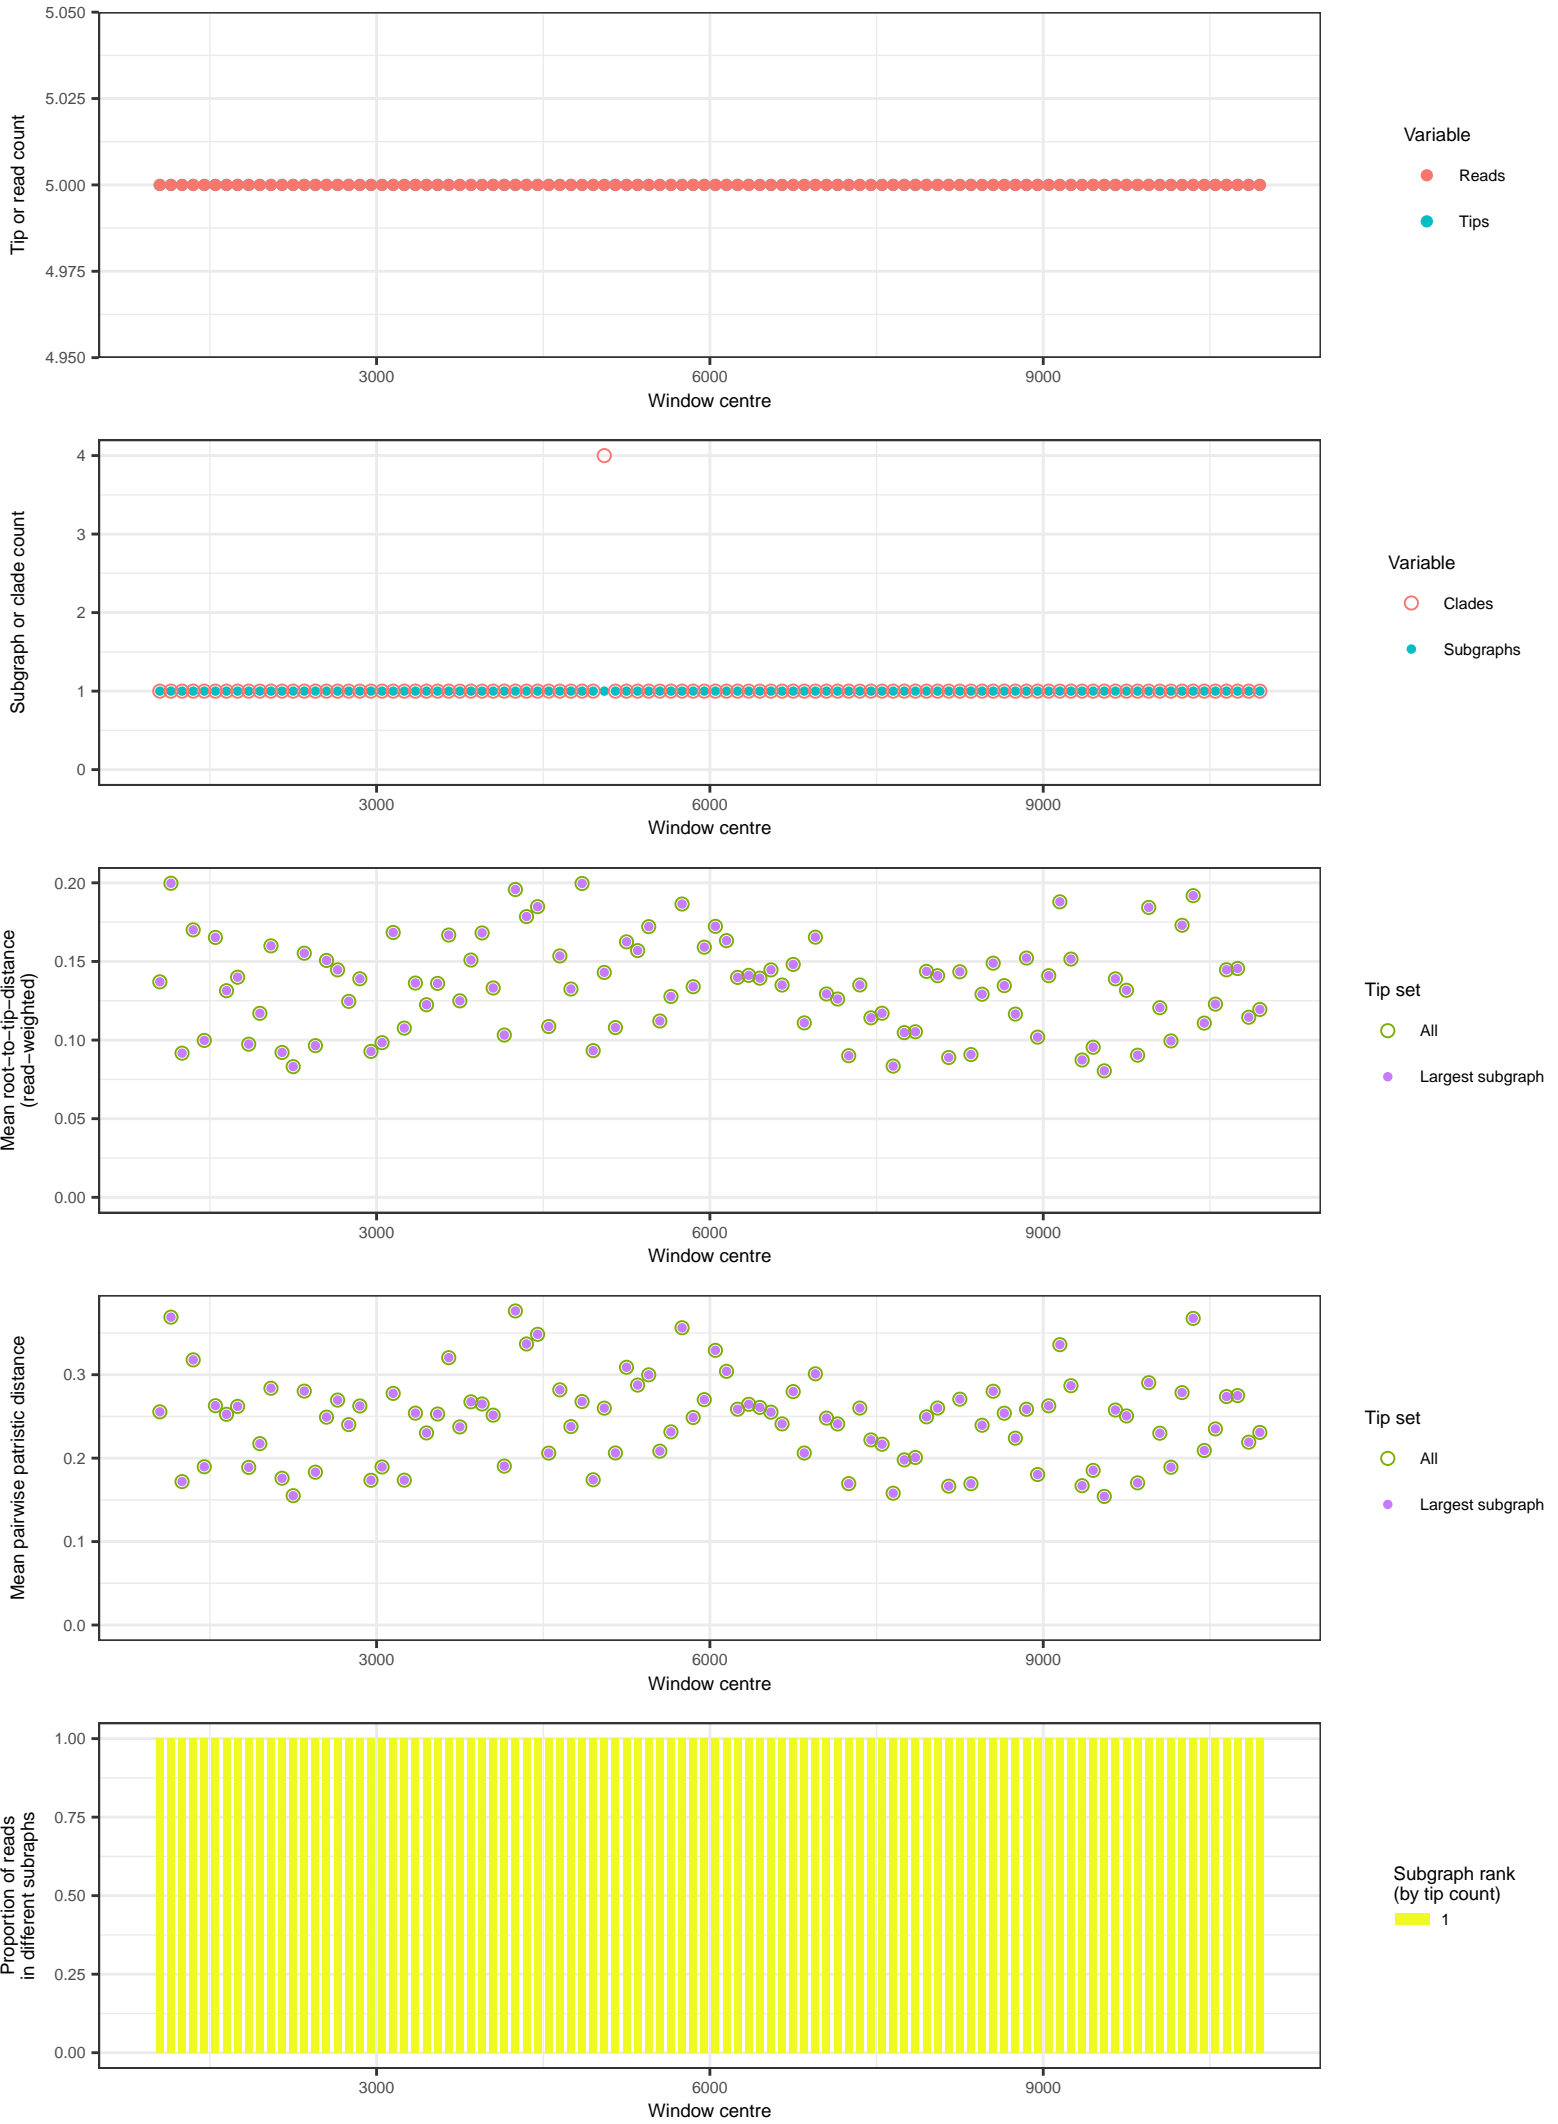 5.050
5.025
5.000
4.975
4.950
Tip or read count
3000
6000
9000
Window centre
Variable
Reads
Tips
4
3
2
1
0
Subgraph or clade count
3000
6000
9000
Window centre
Variable
Clades
Subgraphs
0.20
0.15
0.10
0.05
0.00
Mean root−to−tip−distance
(read−weighted)
3000
6000
9000
Window centre
Tip set
All
Largest subgraph
0.3
0.2
0.1
0.0
Mean pairwise patristic distance
3000
6000
9000
Window centre
Tip set
All
Largest subgraph
1.00
0.75
0.50
0.25
0.00
Proportion of reads
in different subraphs
3000
6000
9000
Window centre
Subgraph rank
(by tip count)
1